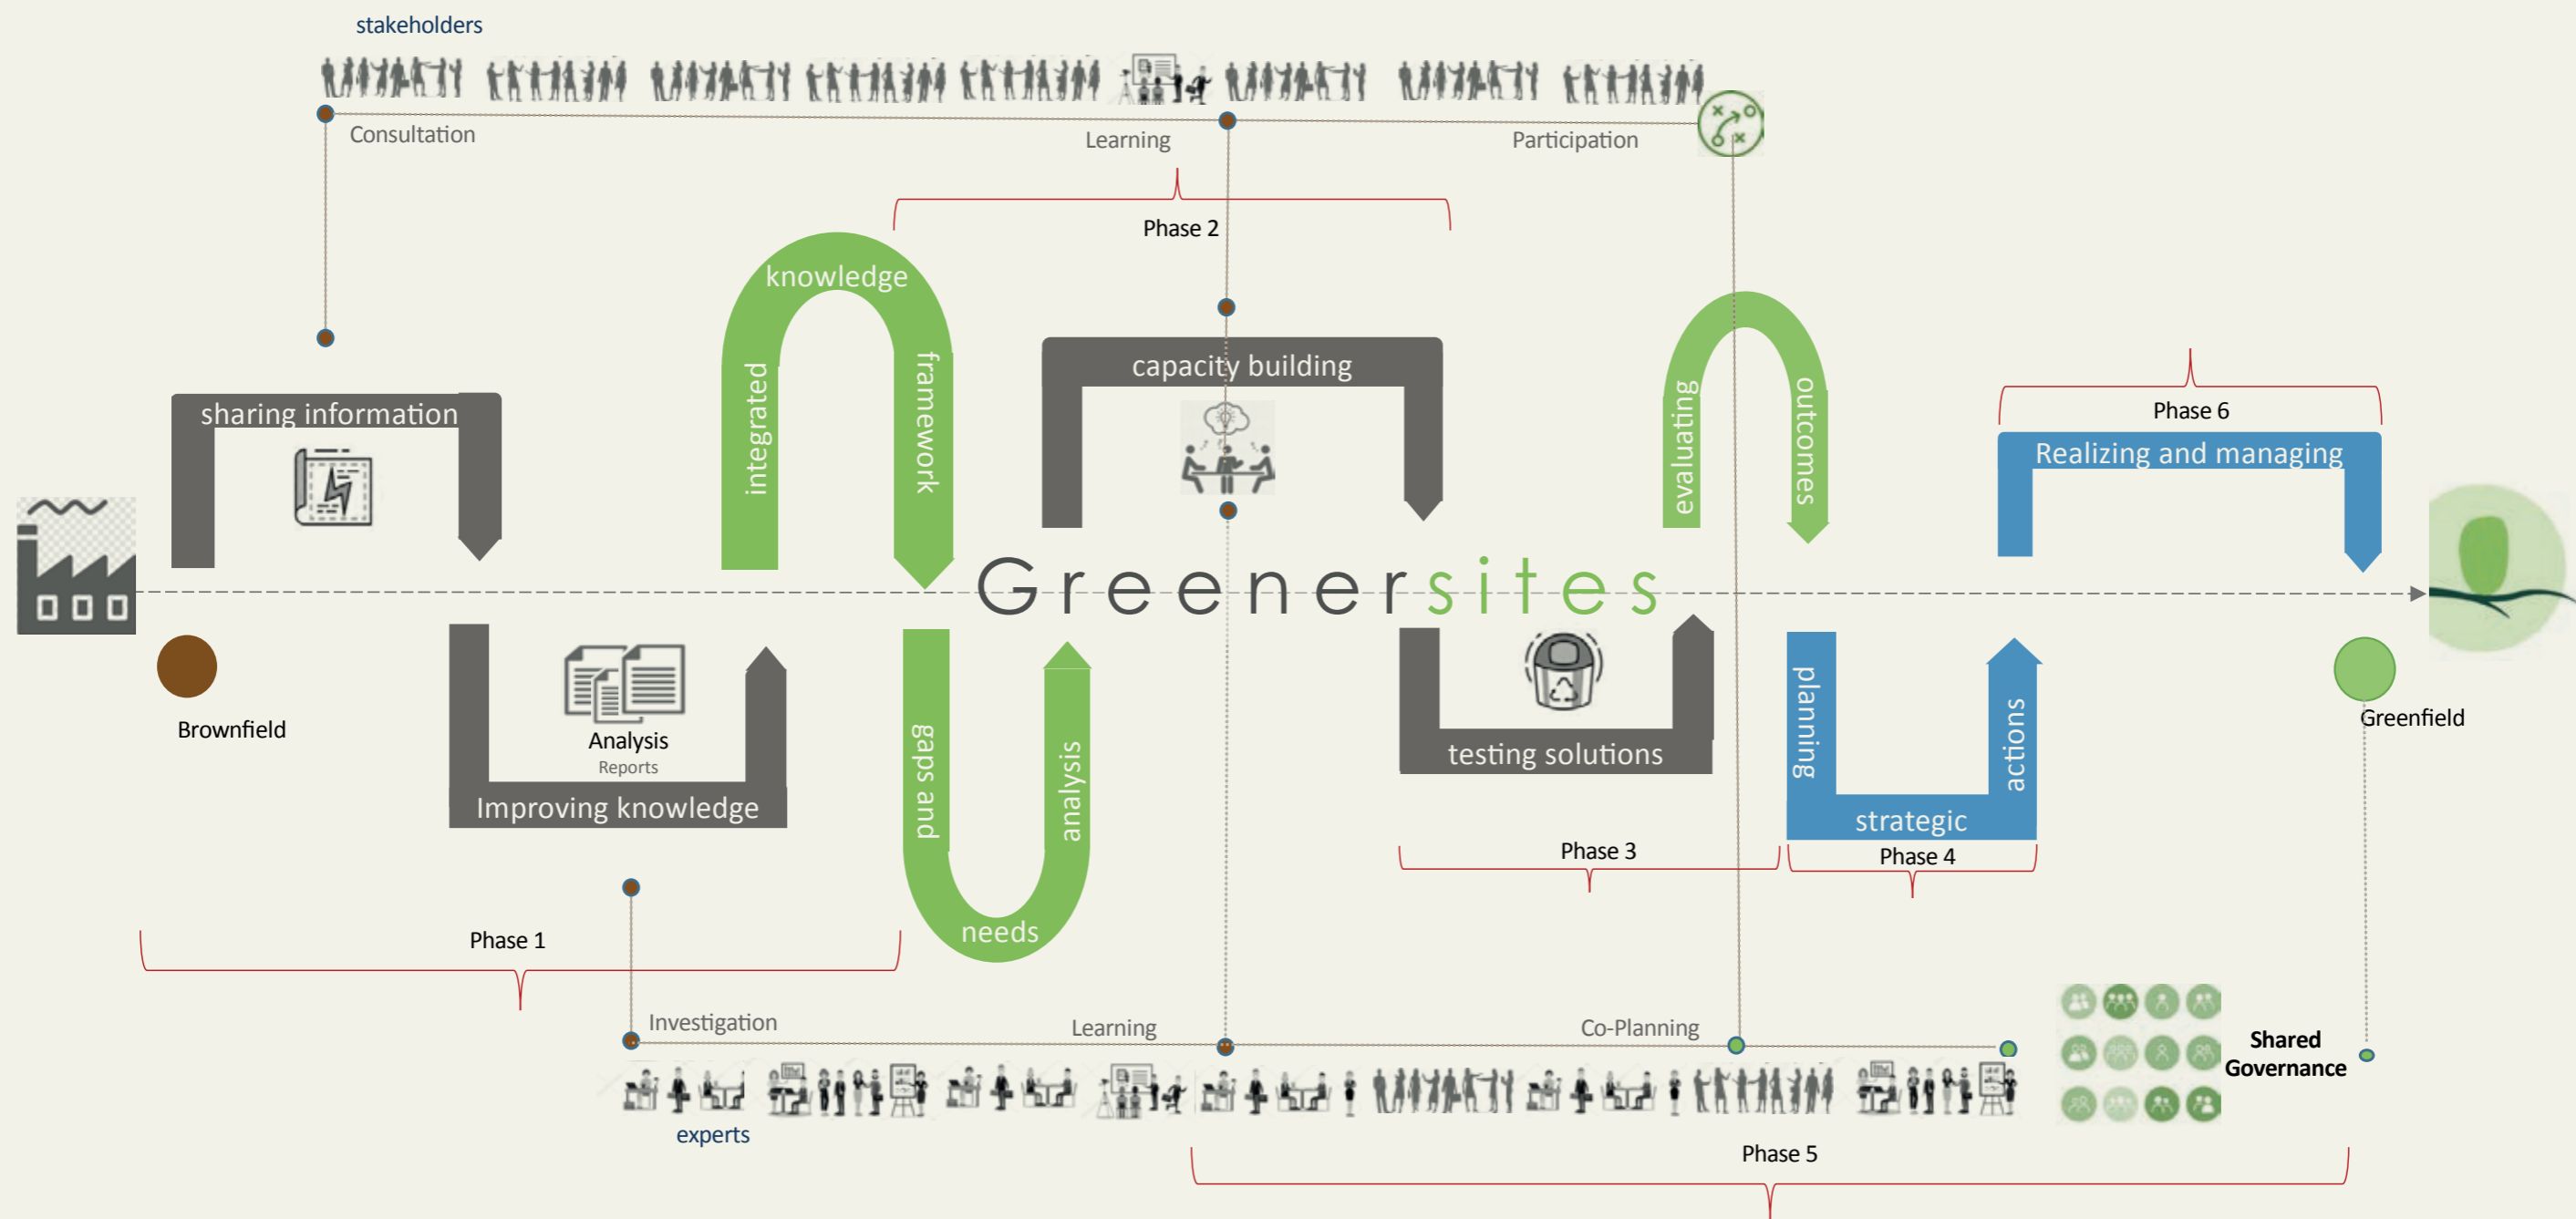 stakeholders
Consultation
Learning
Participation
Phase 2
knowledge
integrated
framework
capacity building
sharing information
evaluating
outcomes
Phase 6
Realizing and managing
Greenersites
Brownfield
Analysis
Reports
Improving knowledge
gaps and
needs
analysis
testing solutions
planning
strategic
actions
Greenfield
Phase 3
Phase 4
Phase 1
Investigation
Learning
Co-Planning
Shared
Governance
experts
Phase 5